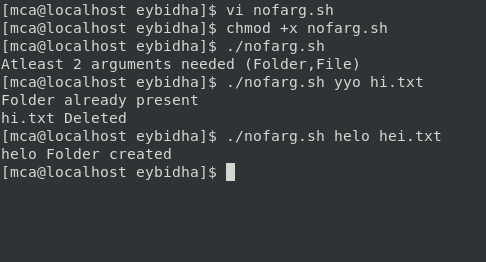 [mca@localhost eybidha]$ vi nofarg.sh
[mca@localhost eybidha]$ chmod +x nofarg.sh
[mca@localhost eybidha]$ ./nofarg.sh
Atleast 2 arguments needed (Folder,File)
[mca@localhost eybidha]$ ./nofarg.sh yyo hi.txt
Folder already present
hi.txt Deleted
[mca@localhost eybidha]$ ./nofarg.sh helo hei.txt
helo Folder created
[mca@localhost eybidha]$